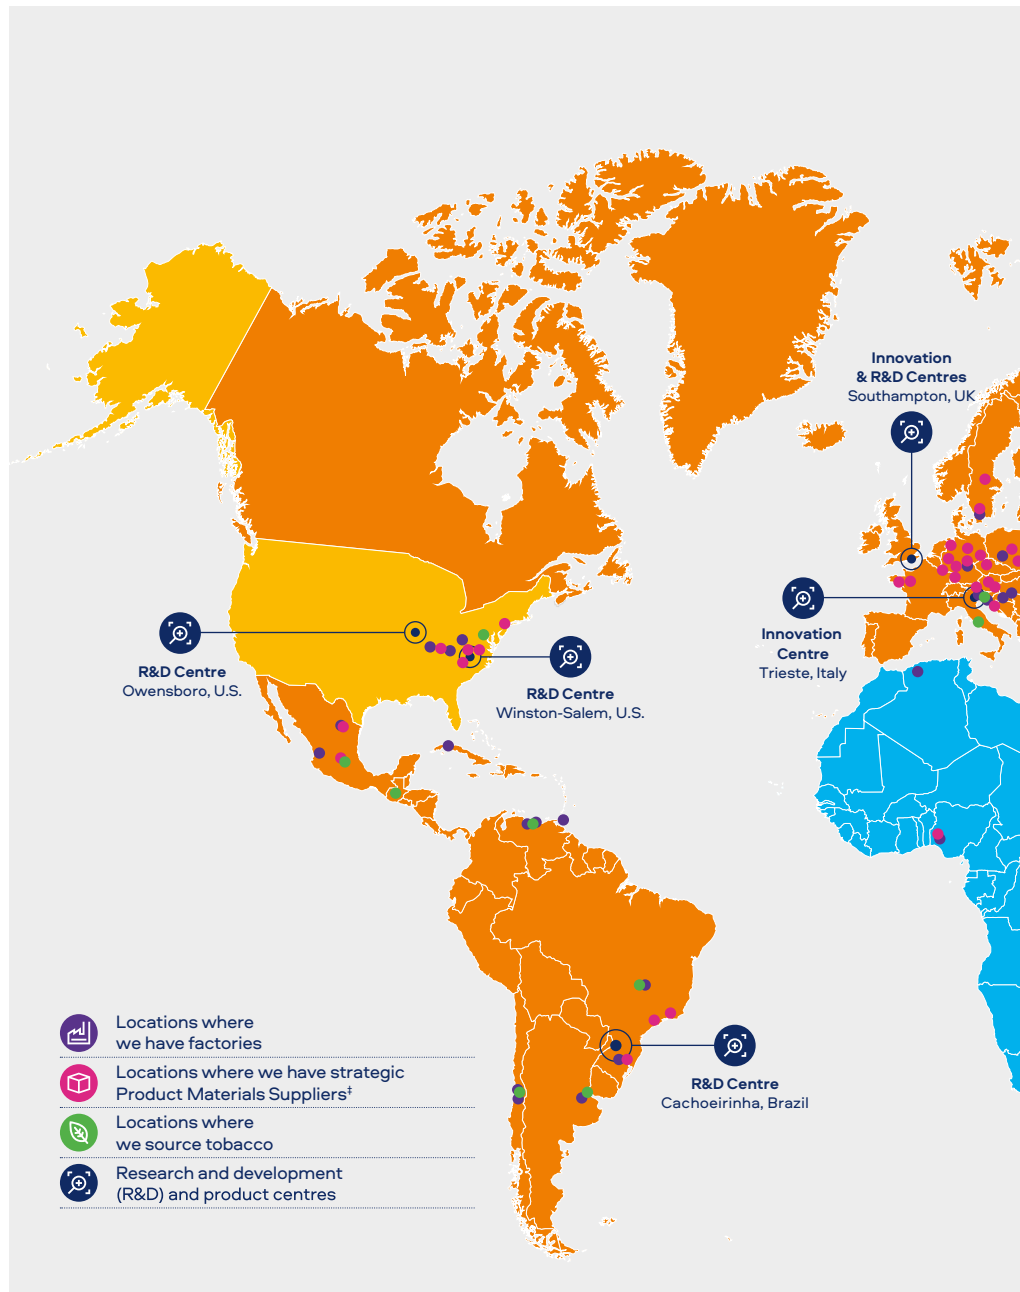 Innovation
& R&D Centres
Southampton, UK
Innovation
Centre
Trieste, Italy
R&D Centre
Owensboro, U.S.
R&D Centre
Winston-Salem, U.S.
R&D Centre
Cachoeirinha, Brazil
Locations where
we have factories
Locations where we have strategic
Product Materials Suppliers‡
Locations where
we source tobacco
Research and development
(R&D) and product centres